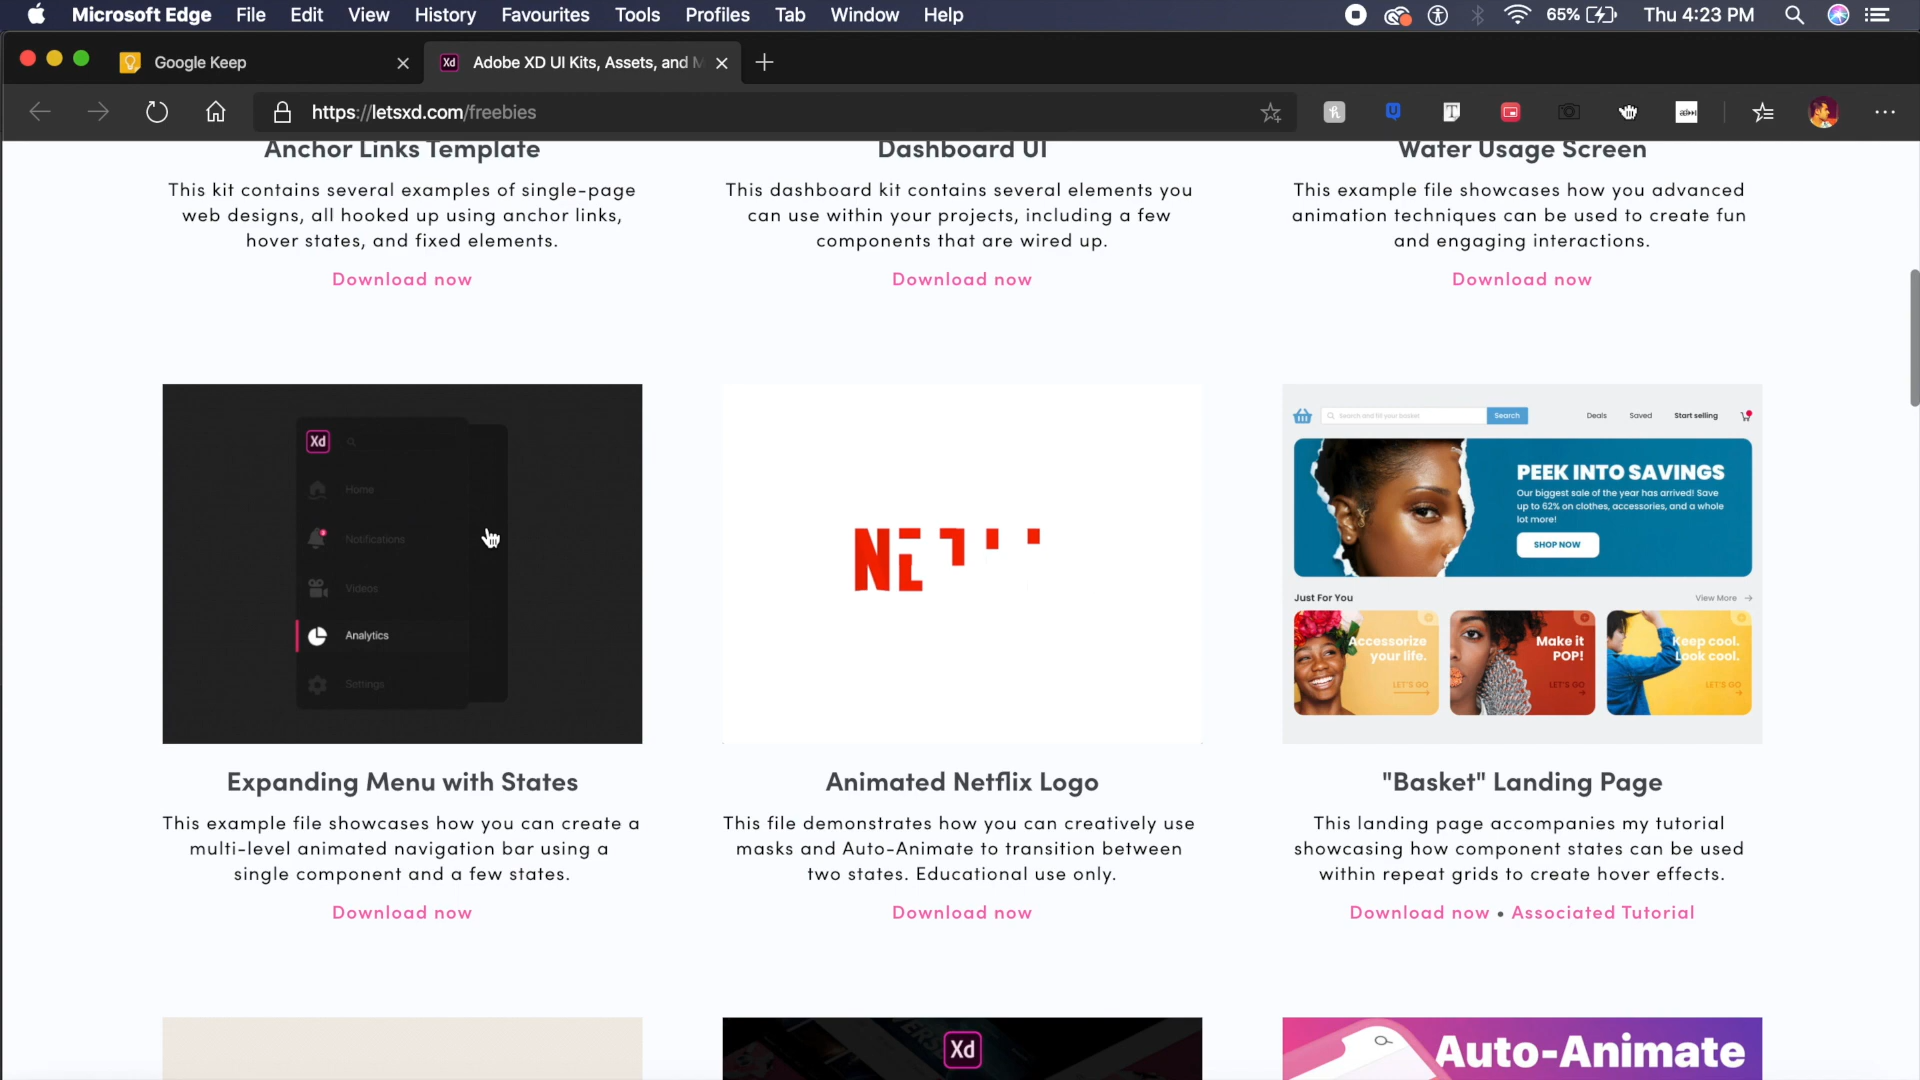 Microsoft Edge File Edit View History Favourites Tools Profiles Tab Window Help 65% Thu 4:23 PM
Google Keep
Xd Adobe XD UI Kits, Assets, and
https://letsxd.com/freebies
Anchor Links Template
This kit contains several examples of single-page
web designs, all hooked up using anchor links,
hover states, and fixed elements.
Download now
Dashboard UI
This dashboard kit contains several elements you
can use within your projects, including a few
components that are wired up.
Download now
Water Usage Screen
This example file showcases how you advanced
animation techniques can be used to create fun
and engaging interactions.
Download now
Xd
Home
Notifications
Videos
Analytics
Settings
Expanding Menu with States
This example file showcases how you can create a
multi-level animated navigation bar using a
single component and a few states.
Download now
Animated Netflix Logo
This file demonstrates how you can creatively use
masks and Auto-Animate to transition between
two states. Educational use only.
Download now
Search and fill your basket
Search
Deals Saved Start selling
PEEK INTO SAVINGS
Our biggest sale of the year has arrived! Save
up to 62% on clothes, accessories, and a whole
lot more!
SHOP NOW
Just For You
View More
Accessorize
your life.
LET'S GO
Make it
POP!
LET'S GO
Keep cool.
Look cool.
LET'S GO
"Basket" Landing Page
This landing page accompanies my tutorial
showcasing how component states can be used
within repeat grids to create hover effects.
Download now • Associated Tutorial
Xd
Auto-Animate